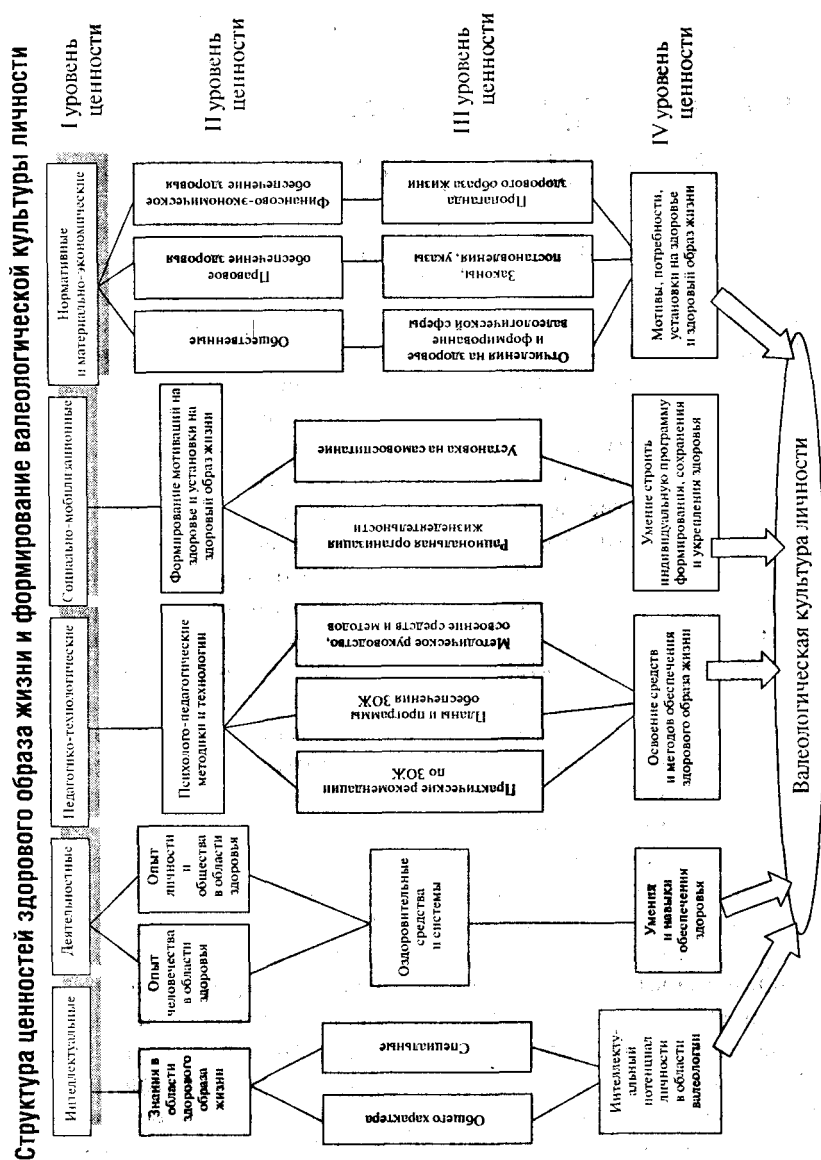 Структура ценностей здорового образа жизни и формирование валеологической культуры личности
I уровень
ценности
Интеллектуальные
Деятельностные
Педагогико-технологические
Социально-мобилизационные
Нормативные
и материально-экономические
II уровень
ценности
Знания в
области
здорового
образа
жизни
Опыт
человечества
в области
здоровья
Опыт
личности
и
общества
в области
здоровья
Психолого-педагогические
методики и технологии
Формирование мотиваций на
здоровье и установки на
здоровый образ жизни
Общественные
Правовое
обеспечение здоровья
Финансово-экономическое
обеспечение здоровья
III уровень
ценности
Общего характера
Специальные
Оздоровительные
средства
и системы
Практические рекомендации
по ЗОЖ
Планы и программы
обеспечения ЗОЖ
Методическое руководство,
освоение средств и методов
Рациональная организация
жизнедеятельности
Установка на самовоспитание
Отчисления на здоровье
и формирование
валеологической сферы
Законы,
постановления, указы
Пропаганда
здорового образа жизни
IV уровень
ценности
Интеллекту-
альный
потенциал
личности
в области
валеологии
Умения
и навыки
обеспечения
здоровья
Освоение средств
и методов обеспечения
здорового образа жизни
Умение строить
индивидуальную программу
формирования, сохранения
и укрепления здоровья
Мотивы, потребности,
установки на здоровье
и здоровый образ жизни
Валеологическая культура личности